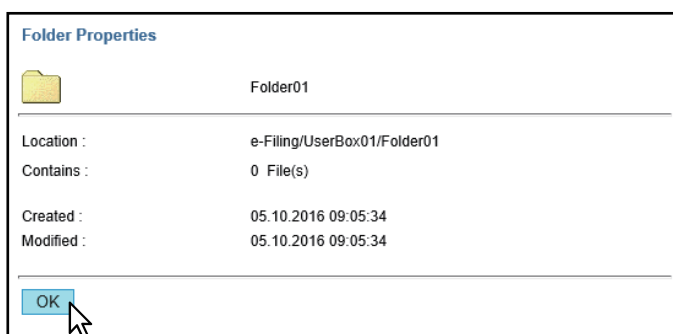 Folder Properties
Folder01
Location : e-Filing/UserBox01/Folder01
Contains : 0 File(s)
Created : 05.10.2016 09:05:34
Modified : 05.10.2016 09:05:34
OK